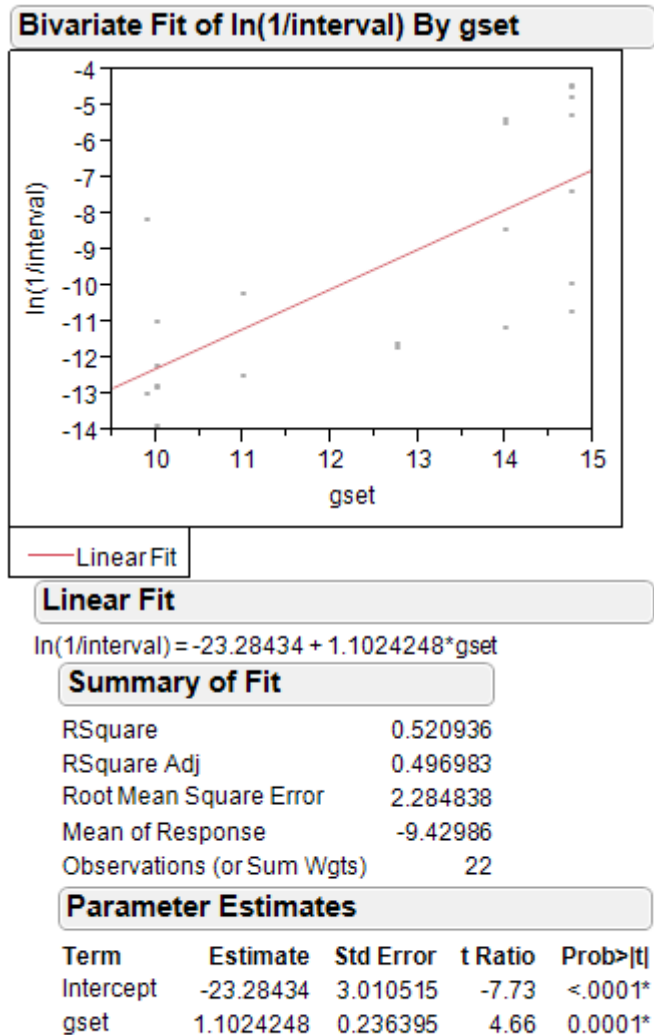 Bivariate Fit of ln(1/interval) By gset
-4
-5
-6
-7
-8
-9
-10
-11
-12
-13
-14
ln(1/interval)
10 11 12 13 14 15
gset
Linear Fit
Linear Fit
ln(1/interval) = -23.28434 + 1.1024248*gset
Summary of Fit
RSquare 0.520936
RSquare Adj 0.496983
Root Mean Square Error 2.284838
Mean of Response -9.42986
Observations (or Sum Wgts) 22
Parameter Estimates
Term Estimate Std Error t Ratio Prob>|t|
Intercept -23.28434 3.010515 -7.73 <.0001*
gset 1.1024248 0.236395 4.66 0.0001*